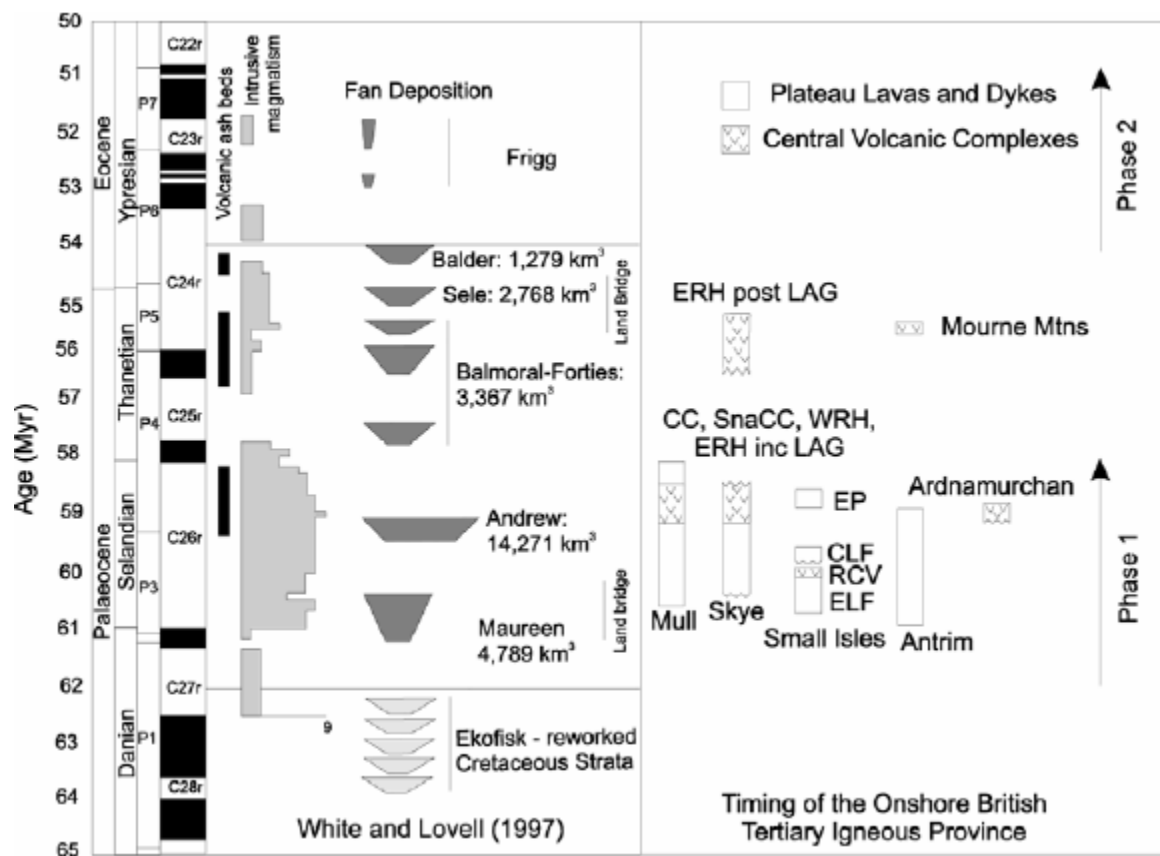 50
51
52
53
54
55
56
57
58
59
60
61
62
63
64
65
Age (Myr)
Eocene
Palaeocene
Ypresian
Thanetian
Selandian
Danian
P7
P6
P5
P4
P3
P1
C22r
C23r
C24r
C25r
C26r
C27r
C28r
Volcanic ash beds
Intrusive
magmatism
9
Fan Deposition
Frigg
Balder: 1,279 km³
Sele: 2,768 km³
Land Bridge
Balmoral-Forties:
3,367 km³
Andrew:
14,271 km³
Maureen
4,789 km³
Land bridge
Ekofisk - reworked
Cretaceous Strata
White and Lovell (1997)
Plateau Lavas and Dykes
Central Volcanic Complexes
Phase 2
ERH post LAG
Mourne Mtns
CC, SnaCC, WRH,
ERH inc LAG
EP
Ardnamurchan
CLF
RCV
ELF
Mull
Skye
Small Isles
Antrim
Phase 1
Timing of the Onshore British
Tertiary Igneous Province